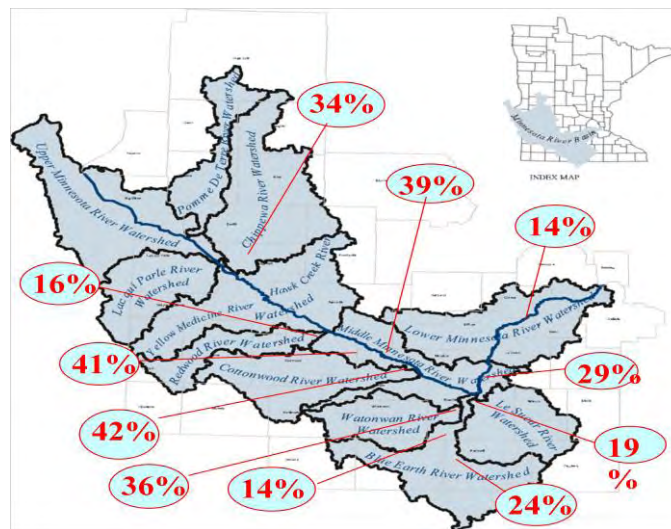 34%
39%
14%
16%
41%
42%
36%
14%
24%
19
%
29%
Upper Minnesota River Watershed
Pomme De Terre River Watershed
Chippewa River Watershed
Lacqui Parle River
Watershed
Hawk Creek River
Yellow Medicine River
Watershed
Redwood River Watershed
Cottonwood River Watershed
Middle Minnesota River Watershed
Lower Minnesota River Watershed
Watonwan River
Watershed
Le Sueur River
Watershed
Blue Earth River Watershed
Minnesota River Basin
INDEX MAP